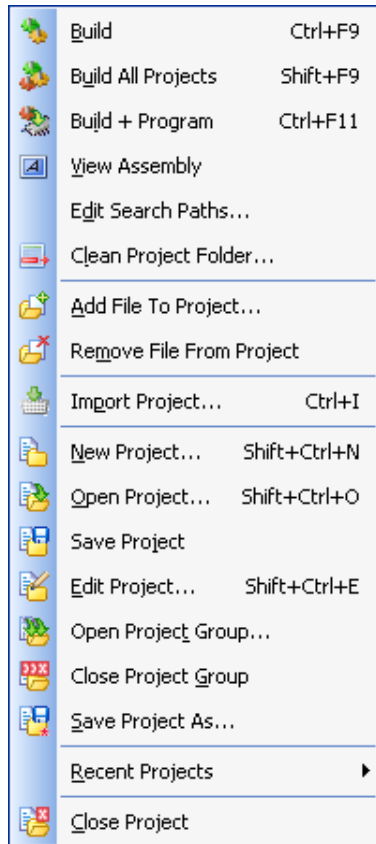 Build Ctrl+F9
Build All Projects Shift+F9
Build + Program Ctrl+F11
View Assembly
Edit Search Paths...
Clean Project Folder...
Add File To Project...
Remove File From Project
Import Project... Ctrl+I
New Project... Shift+Ctrl+N
Open Project... Shift+Ctrl+O
Save Project
Edit Project... Shift+Ctrl+E
Open Project Group...
Close Project Group
Save Project As...
Recent Projects
Close Project